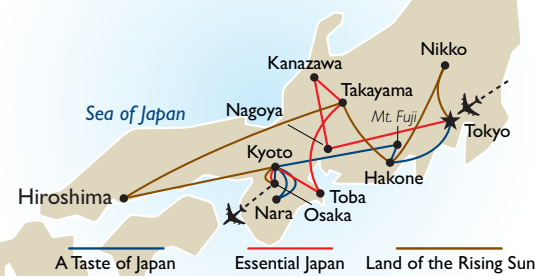 Nikko
Kanazawa
Takayama
Sea of Japan
Nagoya
Mt. Fuji
Tokyo
Kyoto
Hakone
Hiroshima
Toba
Nara
Osaka
A Taste of Japan
Essential Japan
Land of the Rising Sun